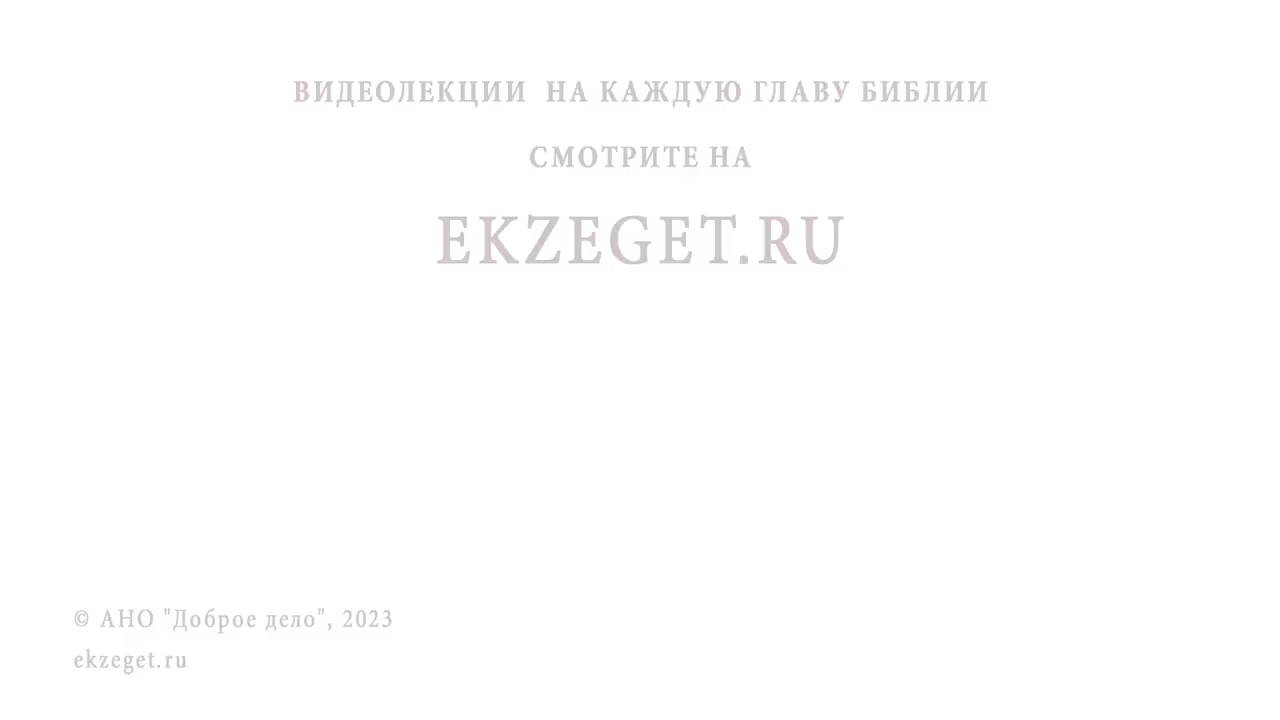 ВИДЕОЛЕКЦИИ НА КАЖДУЮ ГЛАВУ БИБЛИИ
СМОТРИТЕ НА
EKZEGET.RU
© АНО "Доброе дело", 2023
ekzeget.ru